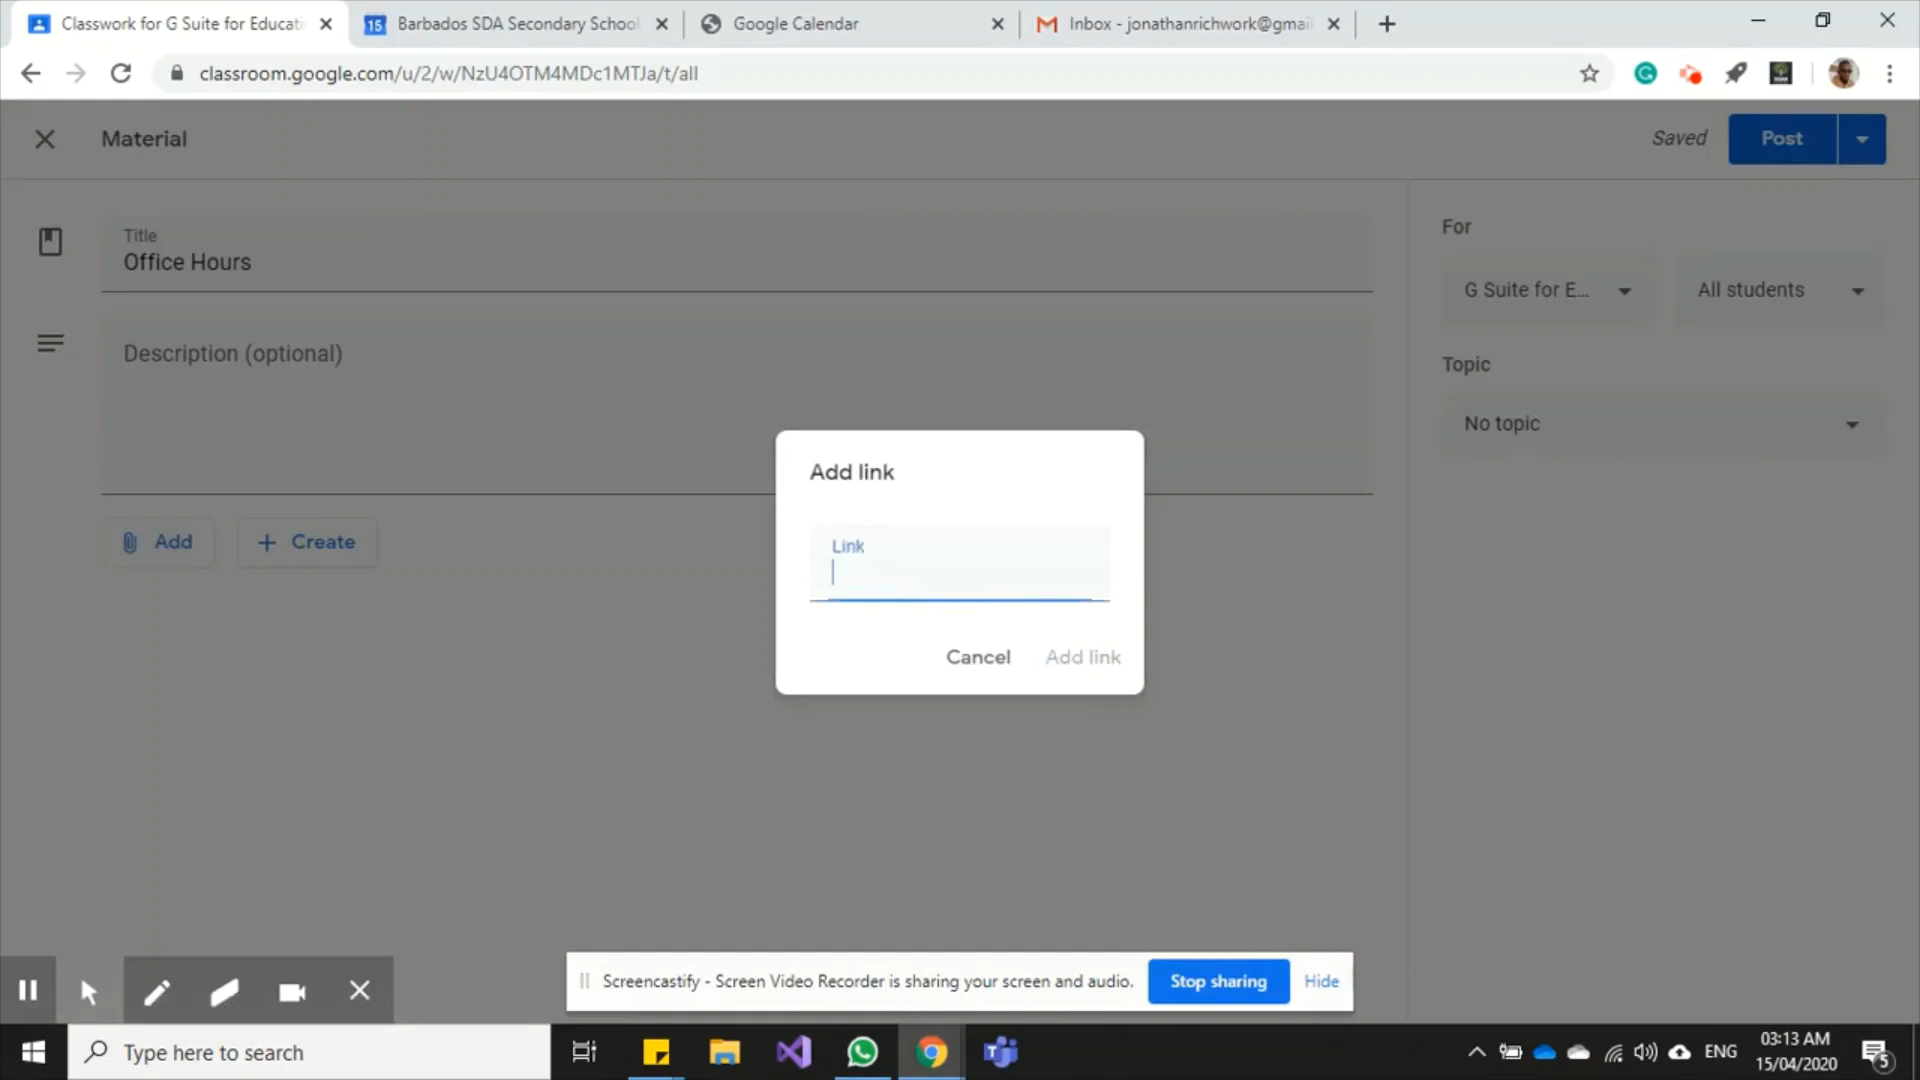 Classwork for G Suite for Educati
Barbados SDA Secondary School
Google Calendar
Inbox - jonathanrichwork@gmai
classroom.google.com/u/2/w/NzU4OTM4MDc1MTJa/t/all
Material
Saved
Post
Title
Office Hours
For
G Suite for E...
All students
Description (optional)
Topic
No topic
Add link
Link
Add
Create
Cancel
Add link
Screencastify - Screen Video Recorder is sharing your screen and audio.
Stop sharing
Hide
Type here to search
ENG
03:13 AM
15/04/2020
5